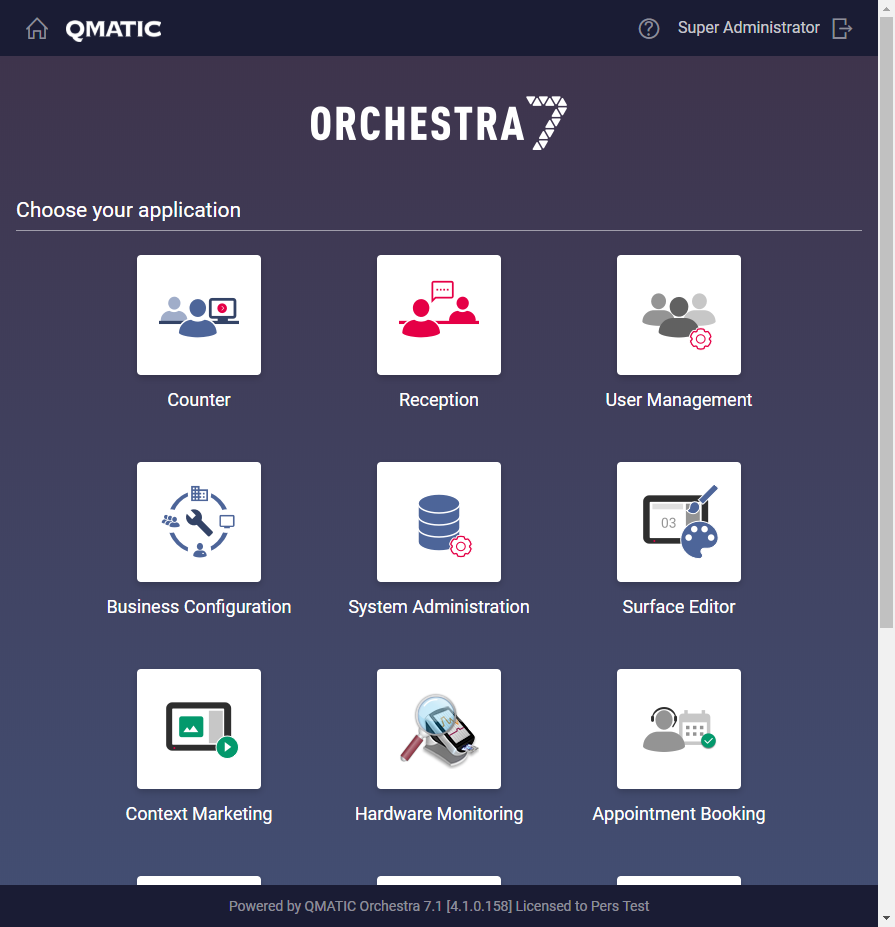 QMATIC
Super Administrator
ORCHESTRA 7
Choose your application
Counter
Reception
User Management
03
Business Configuration
System Administration
Surface Editor
Context Marketing
Hardware Monitoring
Appointment Booking
Powered by QMATIC Orchestra 7.1 [4.1.0.158] Licensed to Pers Test